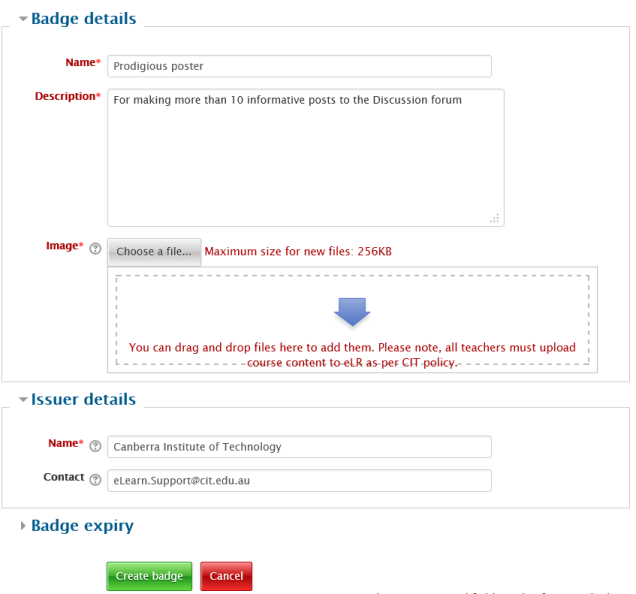 Badge details
Name*
Prodigious poster
Description*
For making more than 10 informative posts to the Discussion forum
Image*
Choose a file... Maximum size for new files: 256KB
You can drag and drop files here to add them. Please note, all teachers must upload
course content to eLR as per CIT policy.
Issuer details
Name*
Canberra Institute of Technology
Contact
eLearn.Support@cit.edu.au
Badge expiry
Create badge Cancel